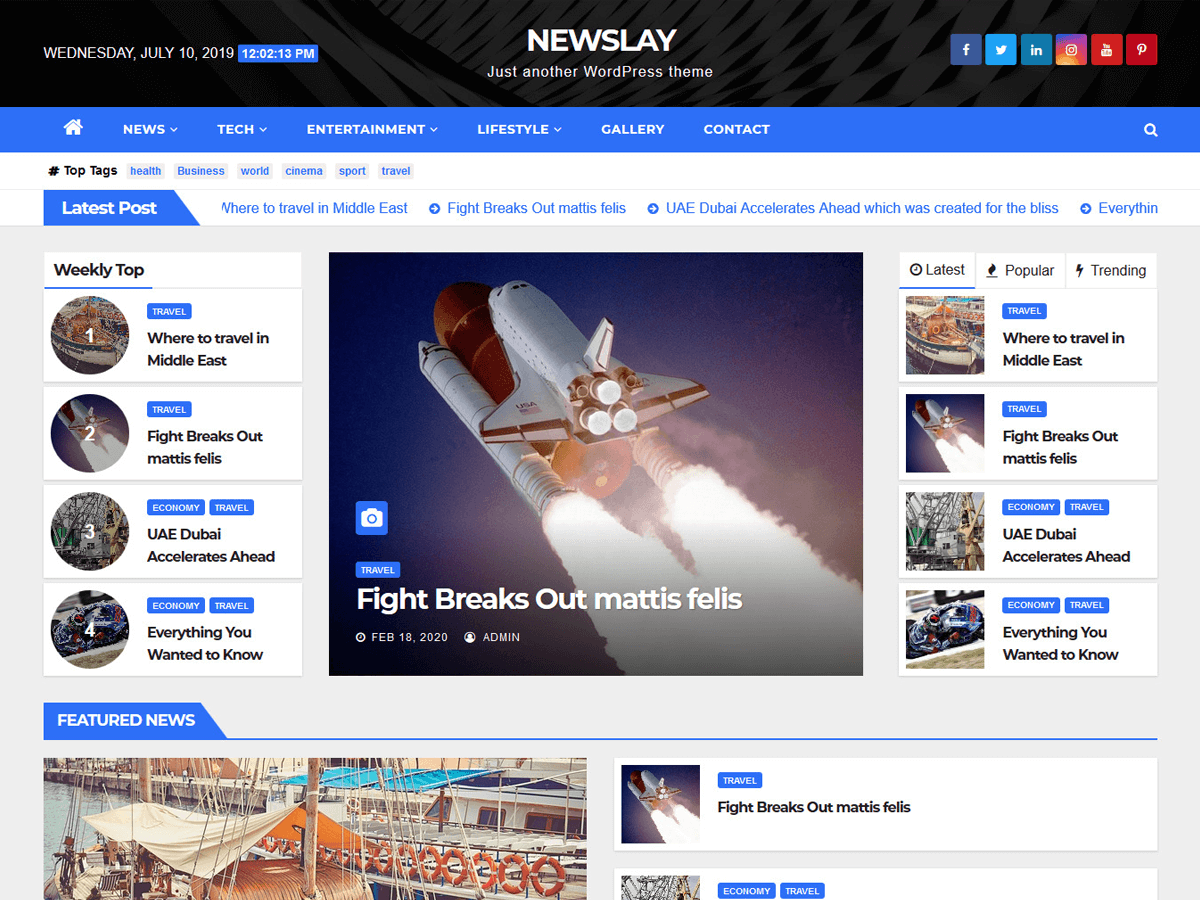 WEDNESDAY, JULY 10, 2019 12:02:13 PM
NEWSLAY
Just another WordPress theme
NEWS TECH ENTERTAINMENT LIFESTYLE GALLERY CONTACT
# Top Tags health Business world cinema sport travel
Latest Post
Where to travel in Middle East Fight Breaks Out mattis felis UAE Dubai Accelerates Ahead which was created for the bliss Everythin
Weekly Top
1
TRAVEL
Where to travel in
Middle East
2
TRAVEL
Fight Breaks Out
mattis felis
3
ECONOMY TRAVEL
UAE Dubai
Accelerates Ahead
4
ECONOMY TRAVEL
Everything You
Wanted to Know
USA
TRAVEL
Fight Breaks Out mattis felis
FEB 18, 2020 ADMIN
Latest Popular Trending
TRAVEL
Where to travel in
Middle East
TRAVEL
Fight Breaks Out
mattis felis
ECONOMY TRAVEL
UAE Dubai
Accelerates Ahead
ECONOMY TRAVEL
Everything You
Wanted to Know
FEATURED NEWS
TRAVEL
Fight Breaks Out mattis felis
ECONOMY TRAVEL